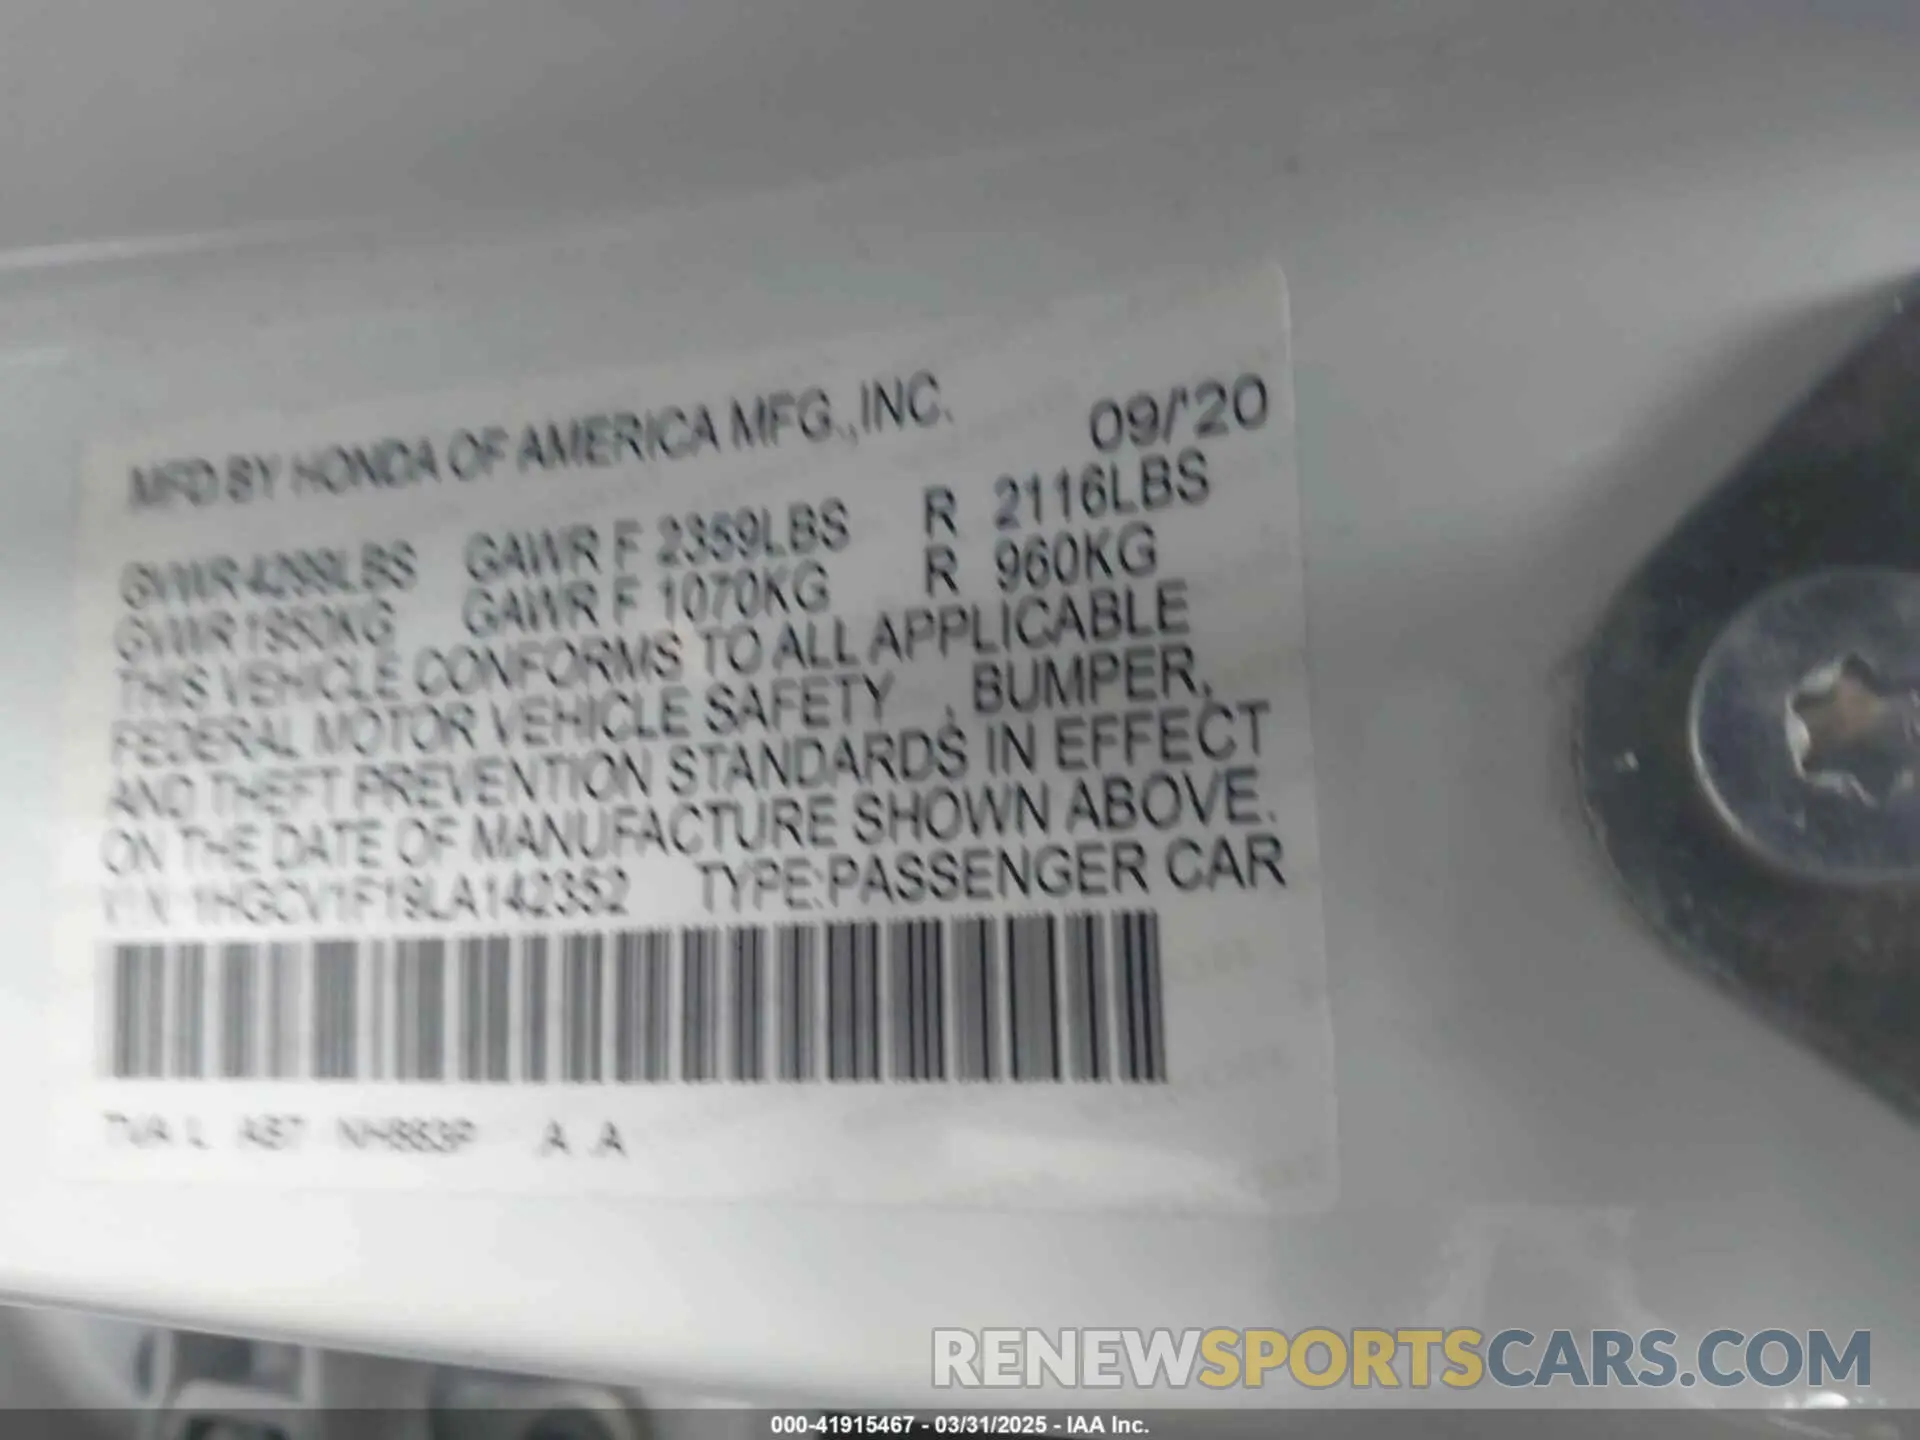 MFD BY HONDA OF AMERICA MFG.,INC. 09/'20
GVWR 4299LBS GAWR F 2359LBS R 2116LBS
GVWR 1950KG GAWR F 1070KG R 960KG
THIS VEHICLE CONFORMS TO ALL APPLICABLE
FEDERAL MOTOR VEHICLE SAFETY , BUMPER,
AND THEFT PREVENTION STANDARDS IN EFFECT
ON THE DATE OF MANUFACTURE SHOWN ABOVE.
V.I.N. 1HGCV1F19LA142352 TYPE:PASSENGER CAR
TVA L NH883P A A
RENEWSPORTSCARS.COM
000-41915467 - 03/31/2025 - IAA Inc.